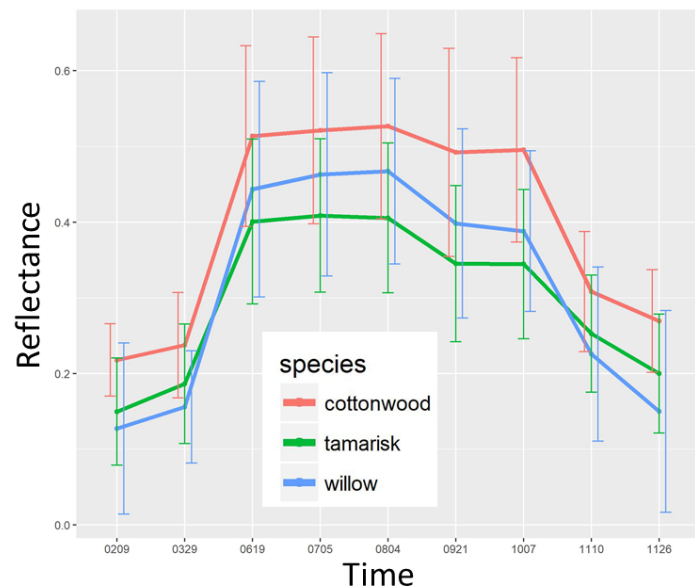 Reflectance
0.6
0.4
0.2
0.0
species
cottonwood
tamarisk
willow
0209 0329 0619 0705 0804 0921 1007 1110 1126
Time